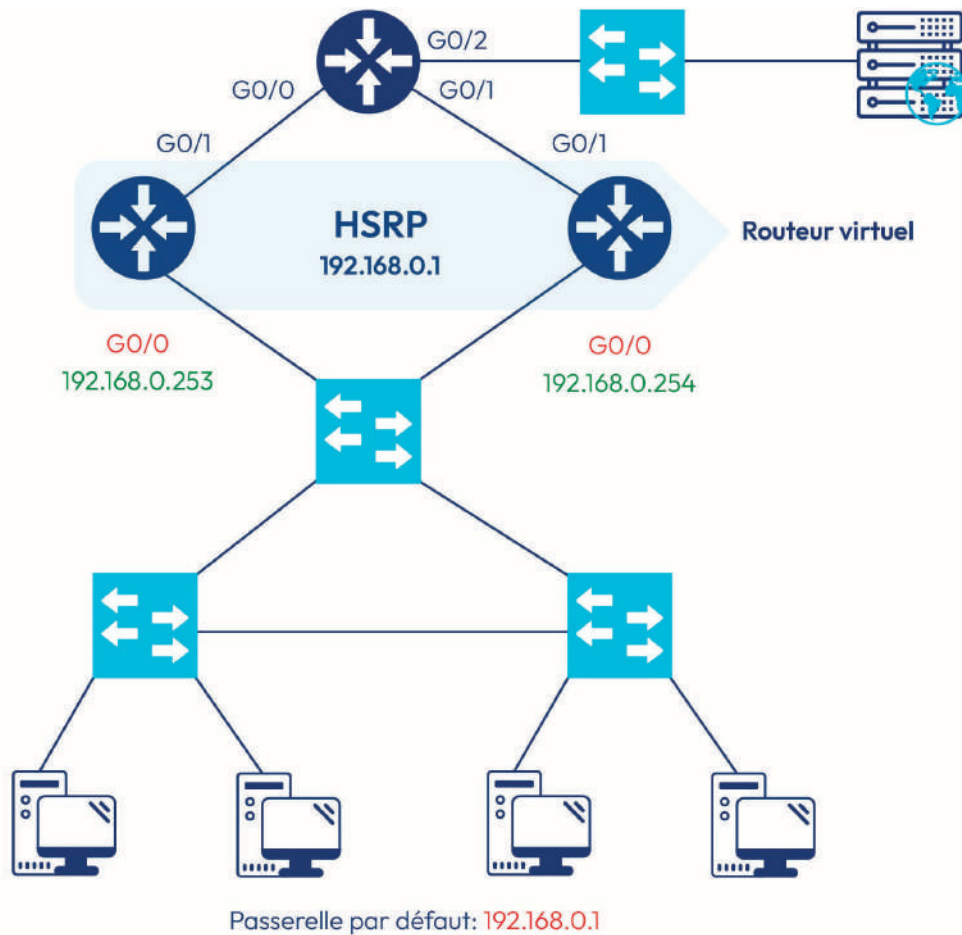 G0/2
G0/0
G0/1
G0/1
G0/1
HSRP
192.168.0.1
Routeur virtuel
G0/0
192.168.0.253
G0/0
192.168.0.254
Passerelle par défaut: 192.168.0.1